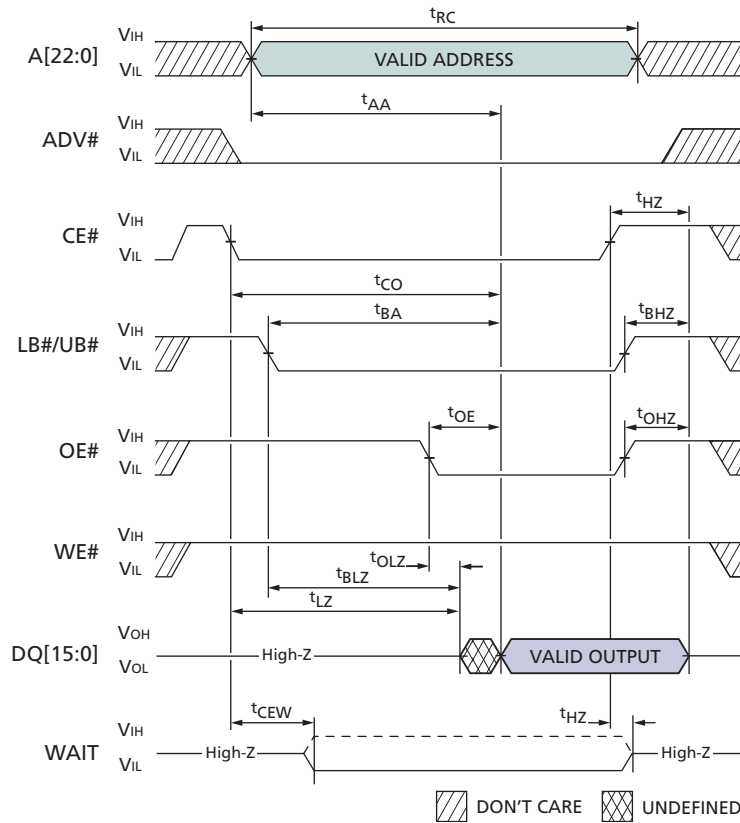 tRC
A[22:0]
VIH
VIL
VALID ADDRESS
tAA
ADV#
VIH
VIL
tHZ
CE#
VIH
VIL
tCO
tBA
tBHZ
LB#/UB#
VIH
VIL
tOE
tOHZ
OE#
VIH
VIL
WE#
VIH
VIL
tOLZ
tBLZ
tLZ
DQ[15:0]
VOH
VOL
High-Z
VALID OUTPUT
tCEW
tHZ
WAIT
VIH
VIL
High-Z
High-Z
DON'T CARE
UNDEFINED